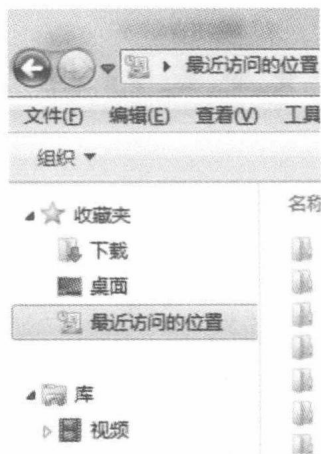 最近访问的位置
文件(F) 编辑(E) 查看(V) 工具
组织
名称
收藏夹
下载
桌面
最近访问的位置
库
视频